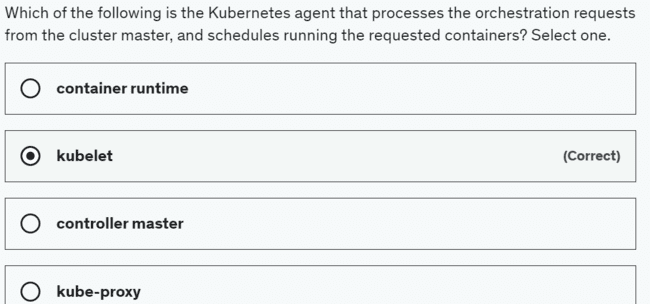 Which of the following is the Kubernetes agent that processes the orchestration requests
from the cluster master, and schedules running the requested containers? Select one.
container runtime
kubelet (Correct)
controller master
kube-proxy